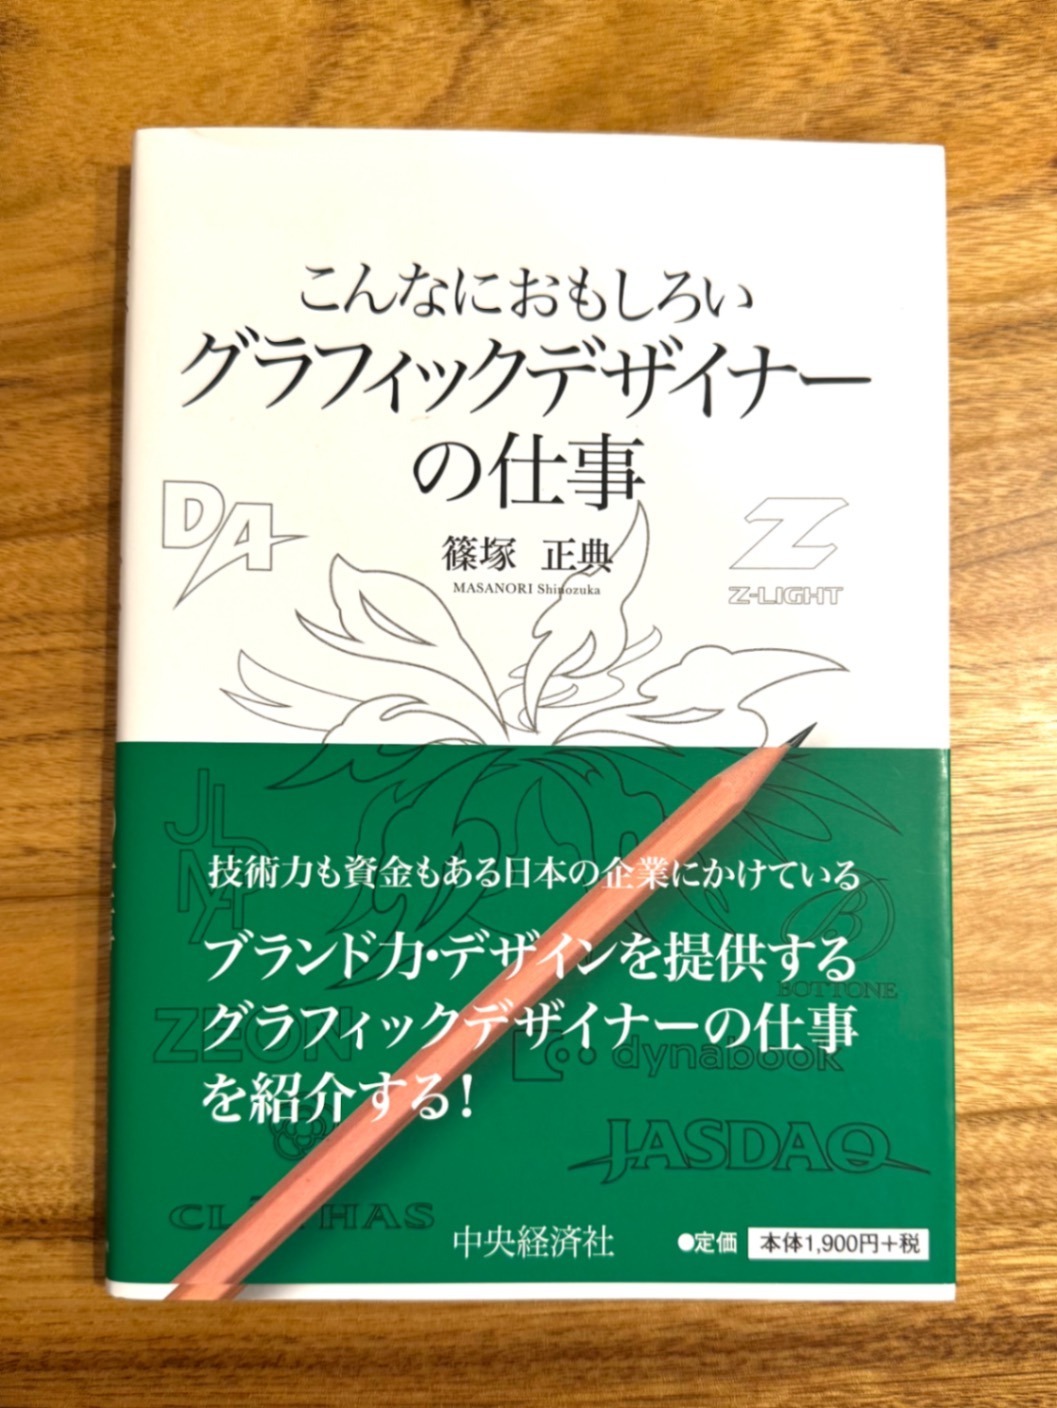 こんなにおもしろい
グラフィックデザイナー
の仕事
DA
篠塚 正典
MASANORI Shinozuka
Z-LIGHT
技術力も資金もある日本の企業にかけている
ブランド力・デザインを提供する
BOTTONE
グラフィックデザイナーの仕事
ZEON
dynabook
を紹介する!
JASDAQ
中央経済社
●定価 本体1,900円+税